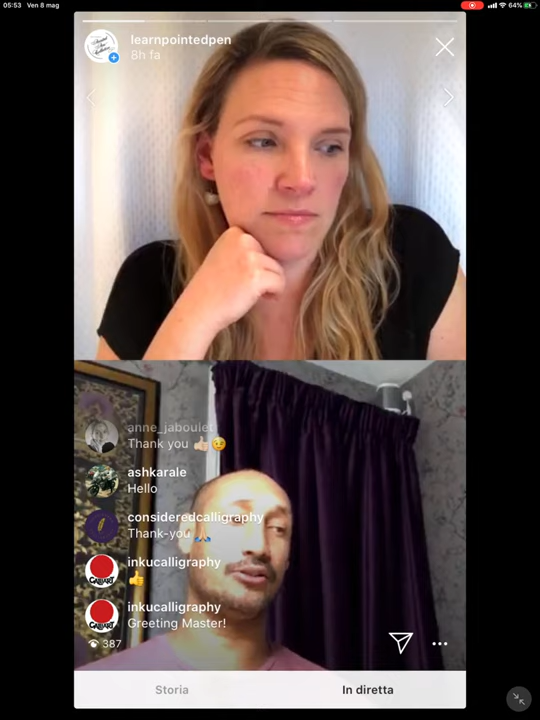 05:53 Ven 8 mag
64%
learnpointedpen
8h fa
anne_jaboulet
Thank you 👍🏻😉
ashkarale
Hello
consideredcalligraphy
Thank-you 🙏🏼
inkucalligraphy
👍
inkucalligraphy
Greeting Master!
387
Storia
In diretta